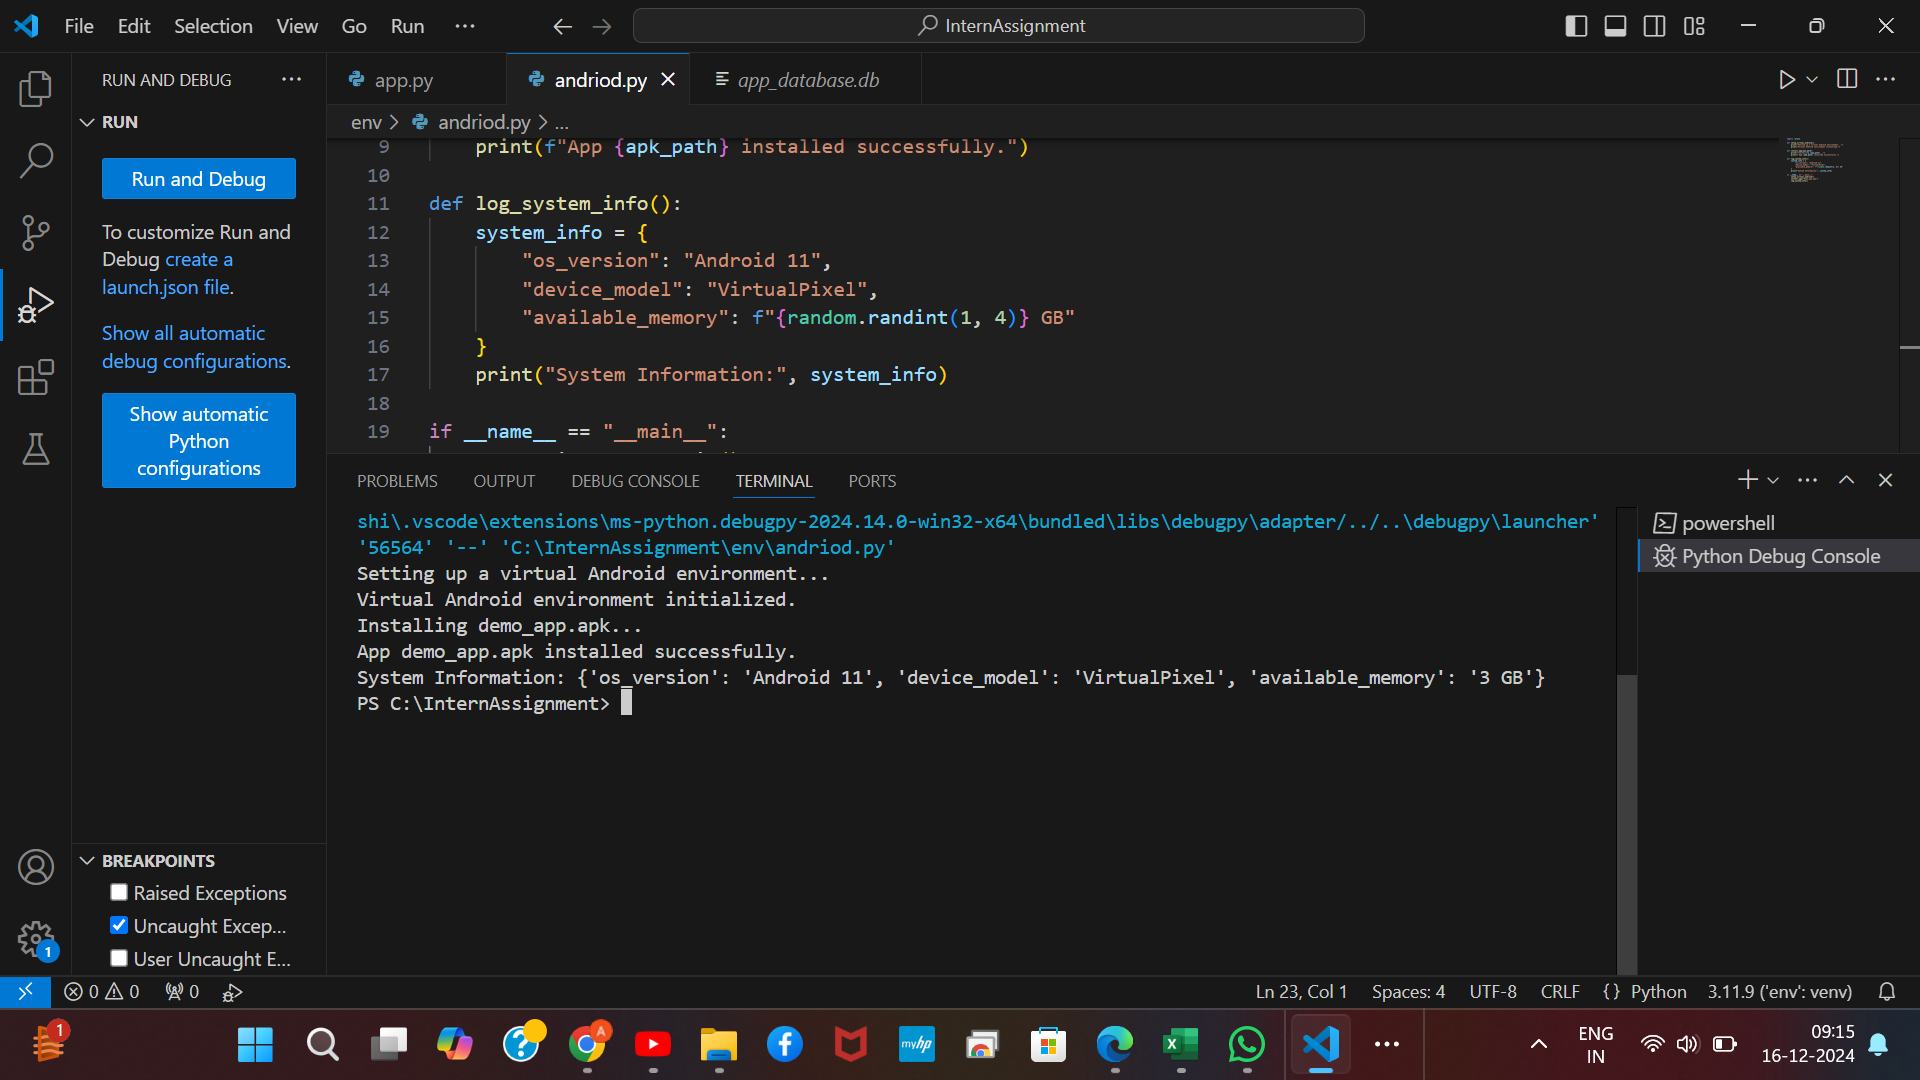 File Edit Selection View Go Run ...
InternAssignment
RUN AND DEBUG ...
app.py
andriod.py
app_database.db
RUN
env > andriod.py > ...
Run and Debug
To customize Run and
Debug create a
launch.json file.
Show all automatic
debug configurations.
Show automatic
Python
configurations
9 print(f"App {apk_path} installed successfully.")
10
11 def log_system_info():
12 system_info = {
13 "os_version": "Android 11",
14 "device_model": "VirtualPixel",
15 "available_memory": f"{random.randint(1, 4)} GB"
16 }
17 print("System Information:", system_info)
18
19 if __name__ == "__main__":
PROBLEMS OUTPUT DEBUG CONSOLE TERMINAL PORTS
shi\.vscode\extensions\ms-python.debugpy-2024.14.0-win32-x64\bundled\libs\debugpy\adapter/../..\debugpy\launcher'
'56564' '--' 'C:\InternAssignment\env\andriod.py'
Setting up a virtual Android environment...
Virtual Android environment initialized.
Installing demo_app.apk...
App demo_app.apk installed successfully.
System Information: {'os_version': 'Android 11', 'device_model': 'VirtualPixel', 'available_memory': '3 GB'}
PS C:\InternAssignment>
powershell
Python Debug Console
BREAKPOINTS
Raised Exceptions
Uncaught Excep...
User Uncaught E...
1
0 0 0
Ln 23, Col 1 Spaces: 4 UTF-8 CRLF {} Python 3.11.9 ('env': venv)
1
A
myhp
ENG
IN
09:15
16-12-2024